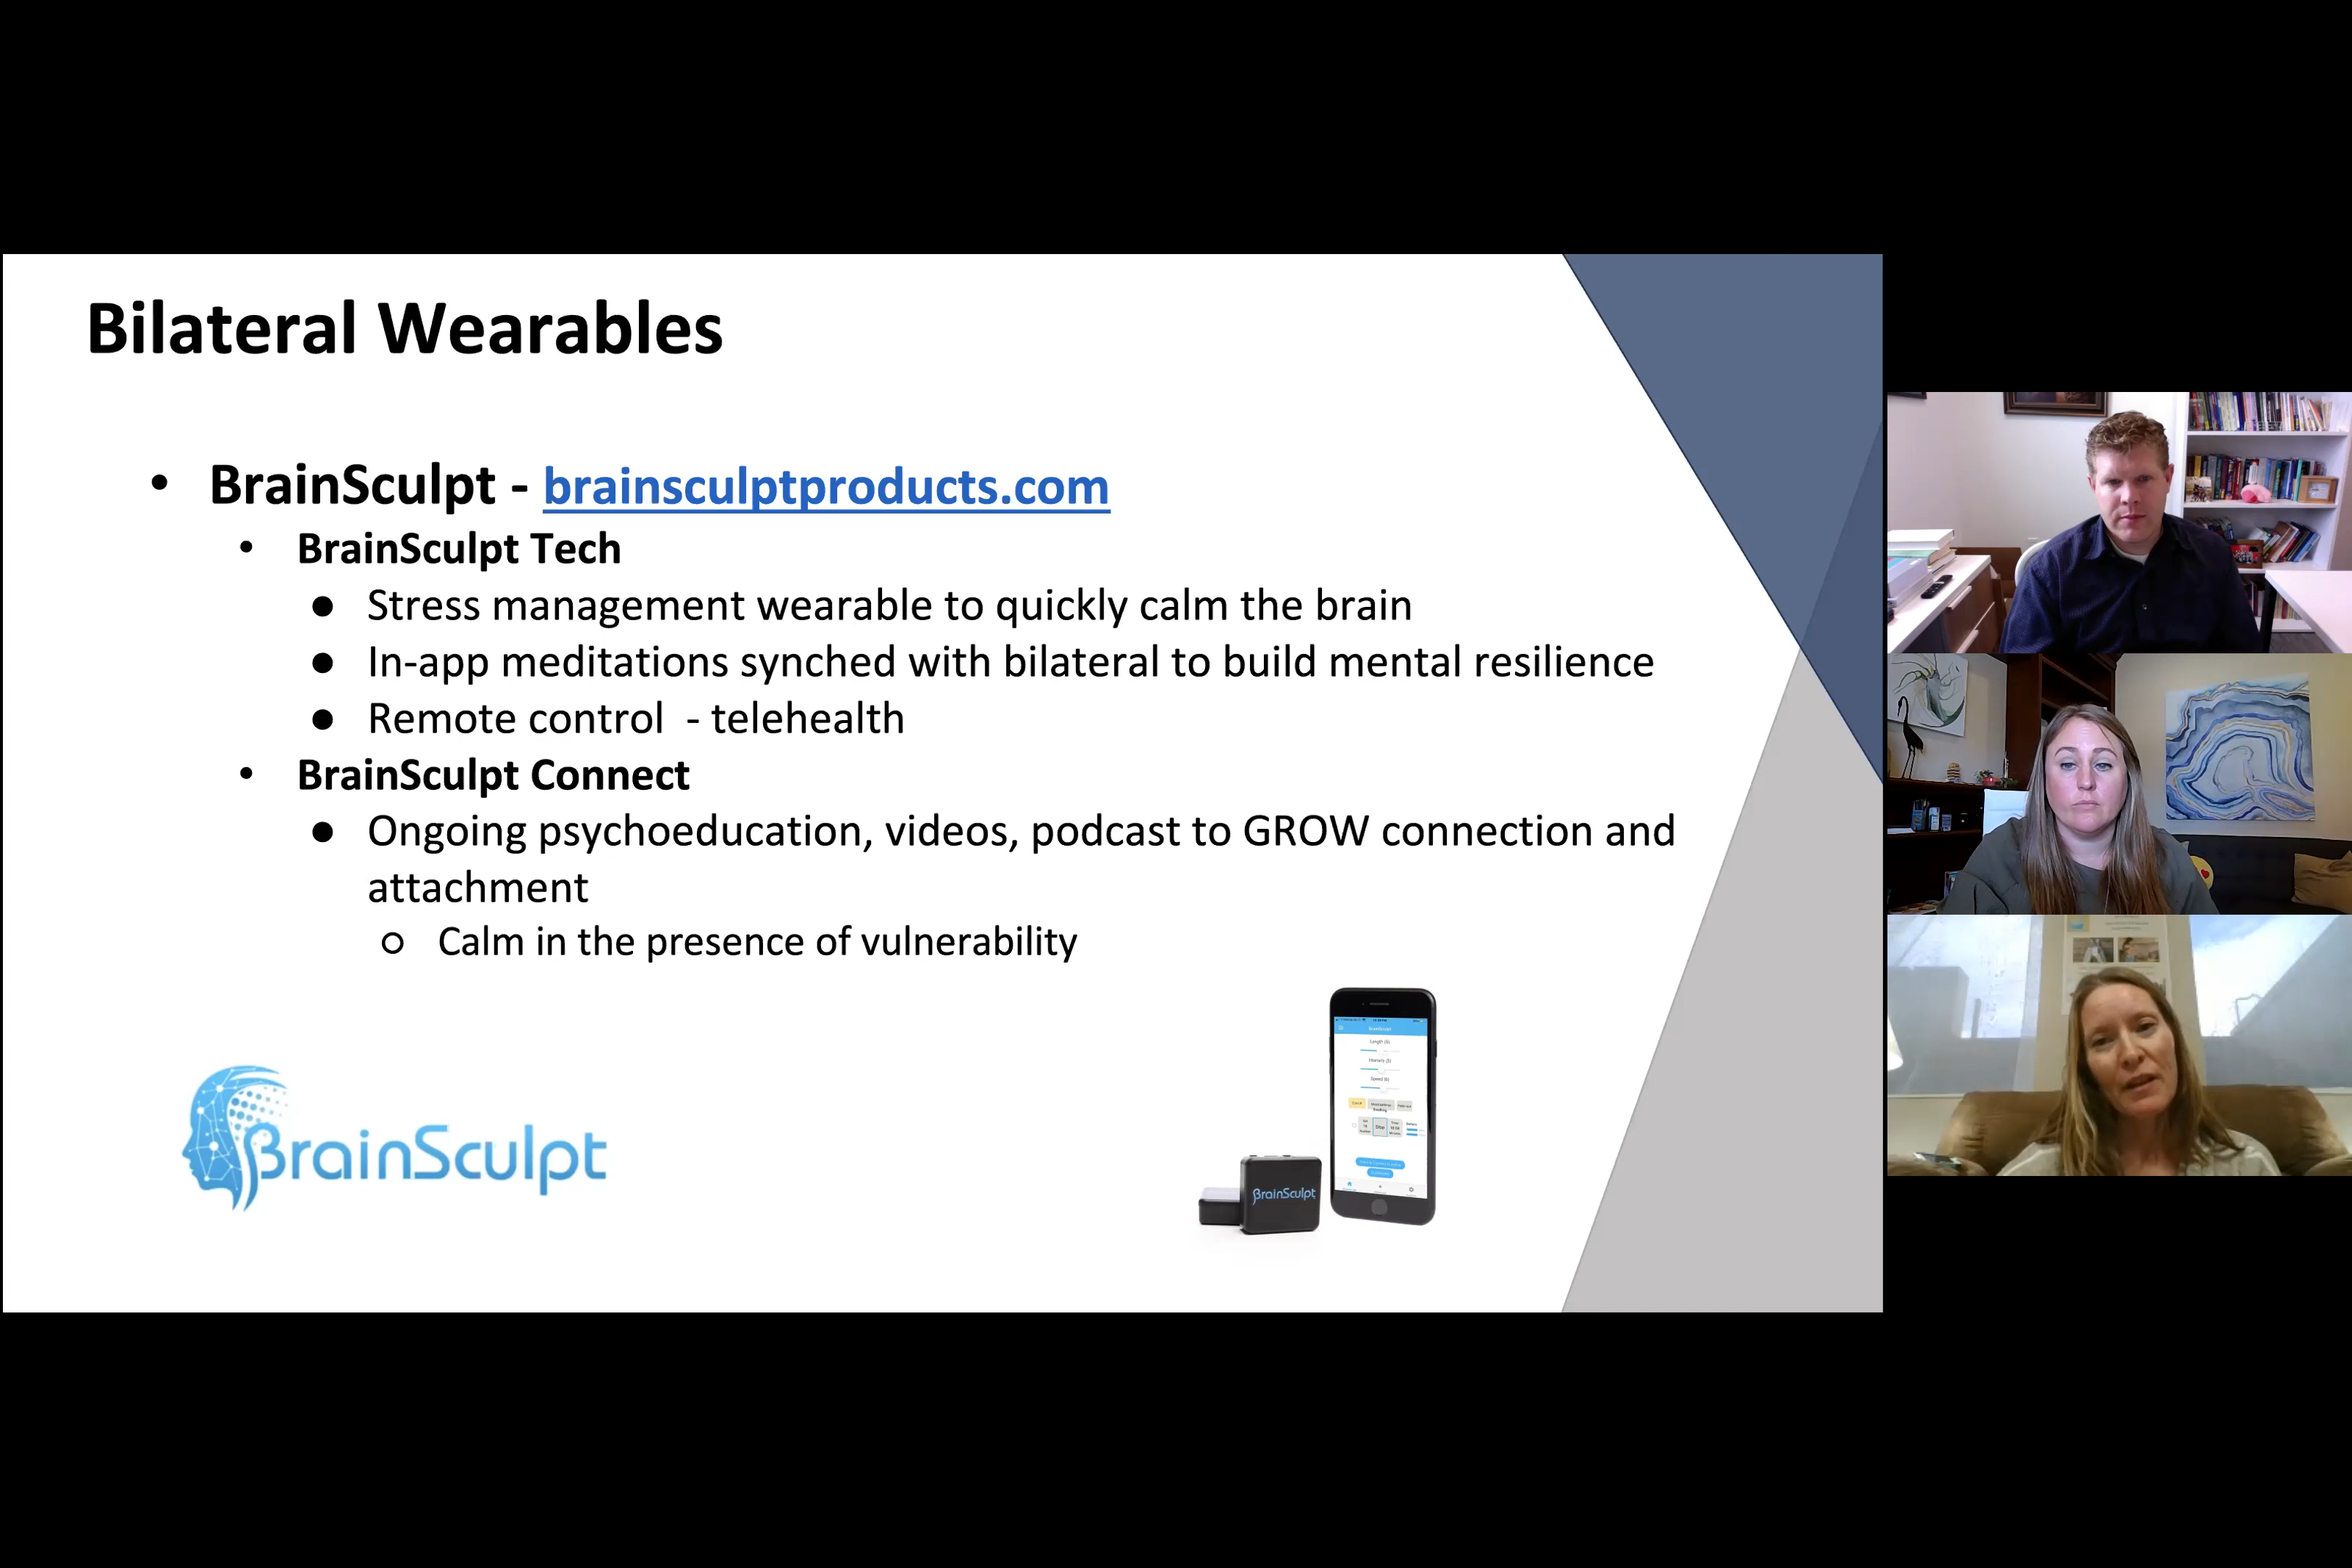 Bilateral Wearables
• BrainSculpt - brainsculptproducts.com
• BrainSculpt Tech
● Stress management wearable to quickly calm the brain
● In-app meditations synched with bilateral to build mental resilience
● Remote control - telehealth
• BrainSculpt Connect
● Ongoing psychoeducation, videos, podcast to GROW connection and
attachment
○ Calm in the presence of vulnerability
BrainSculpt
BrainSculpt
Stop